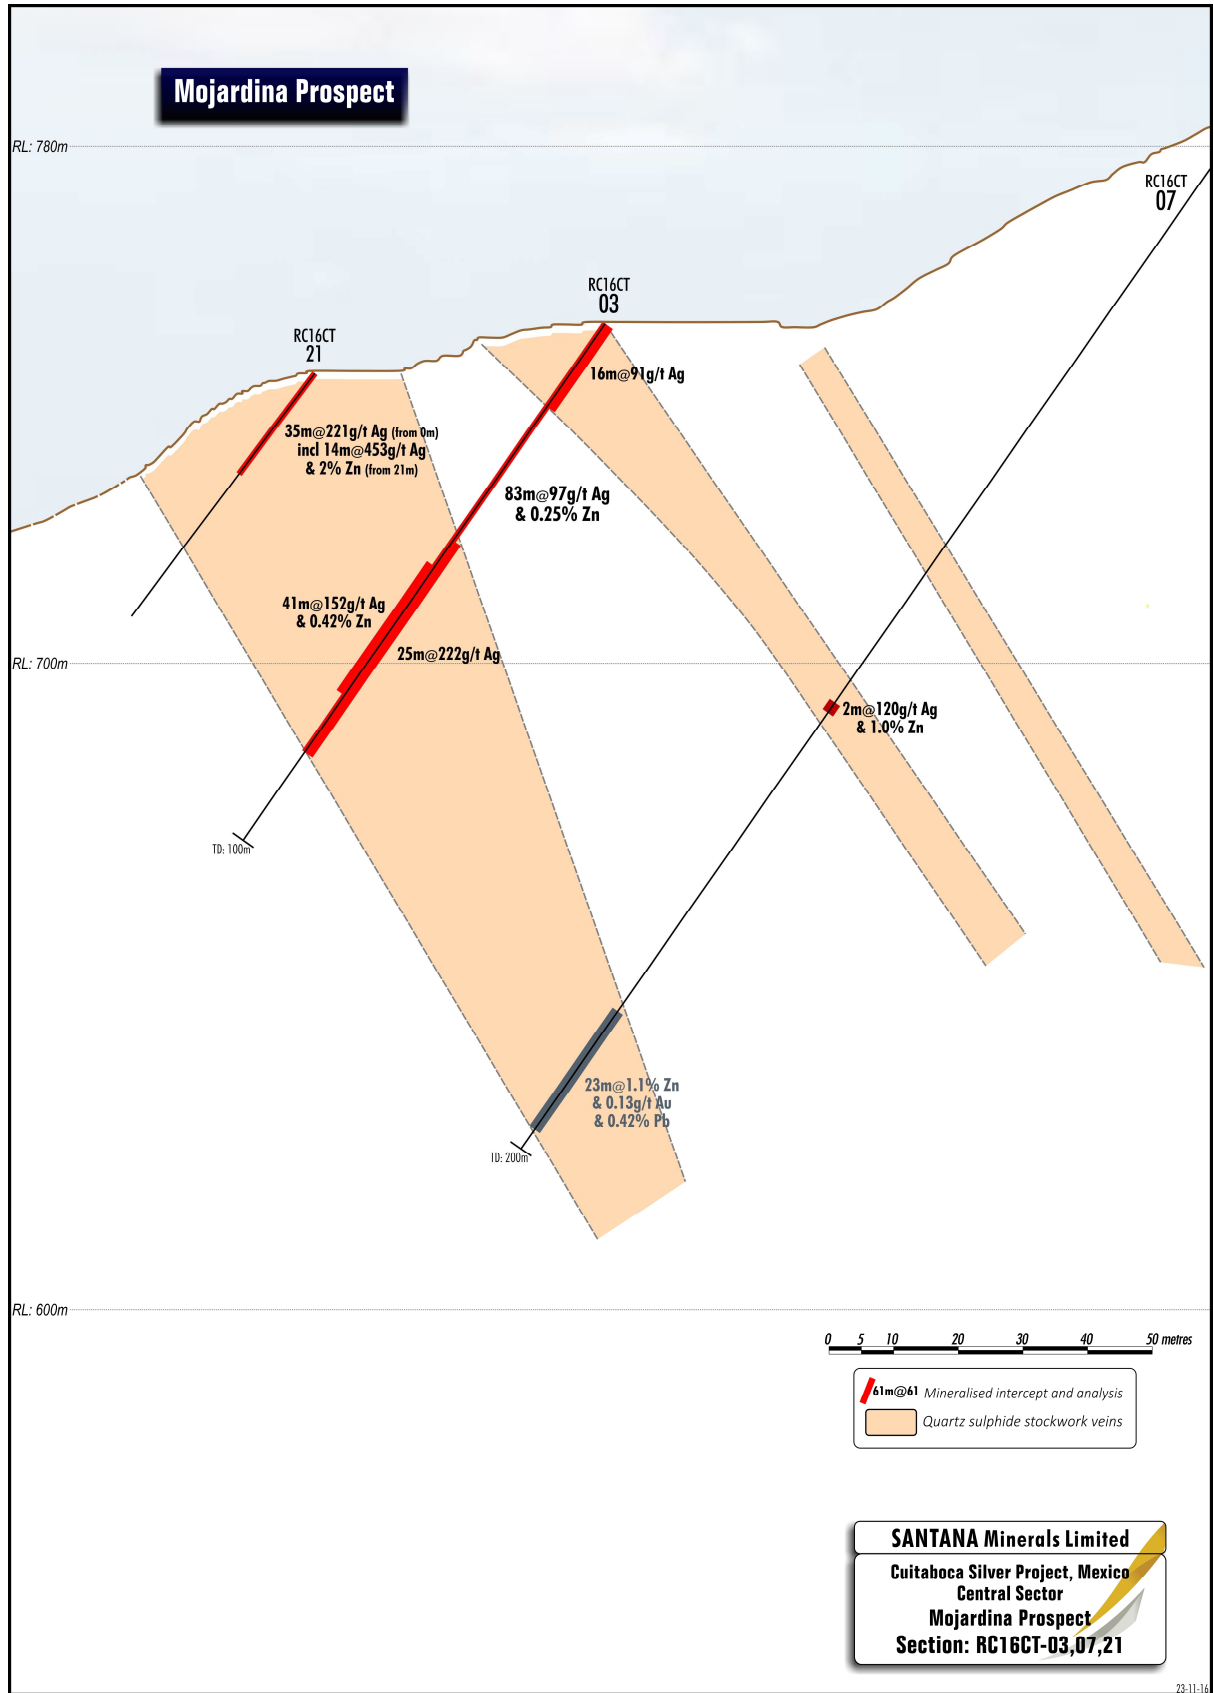 Mojardina Prospect
RL: 780m
RC16CT
07
RC16CT
03
RC16CT
21
16m@91g/t Ag
35m@221g/t Ag (from 0m)
incl 14m@453g/t Ag
& 2% Zn (from 21m)
83m@97g/t Ag
& 0.25% Zn
41m@152g/t Ag
& 0.42% Zn
25m@222g/t Ag
RL: 700m
2m@120g/t Ag
& 1.0% Zn
TD: 100m
23m@1.1% Zn
& 0.13g/t Au
& 0.42% Pb
TD: 200m
RL: 600m
0 5 10 20 30 40 50 metres
61m@61 Mineralised intercept and analysis
Quartz sulphide stockwork veins
SANTANA Minerals Limited
Cuitaboca Silver Project, Mexico
Central Sector
Mojardina Prospect
Section: RC16CT-03,07,21
23-11-16